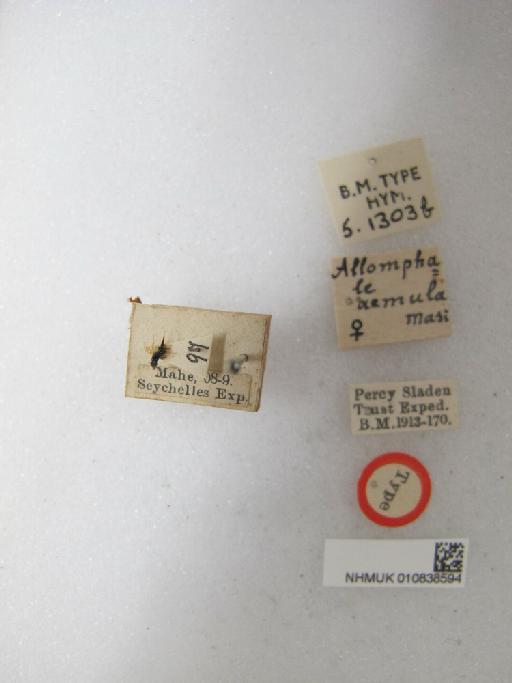 B.M. TYPE
HYM.
5.1303b
Allompha=
le
aemula
♀ Masi
Mahe, 08-9.
Seychelles Exp.
Percy Sladen
Trust Exped.
B.M.1913-170.
Type
NHMUK 010838594